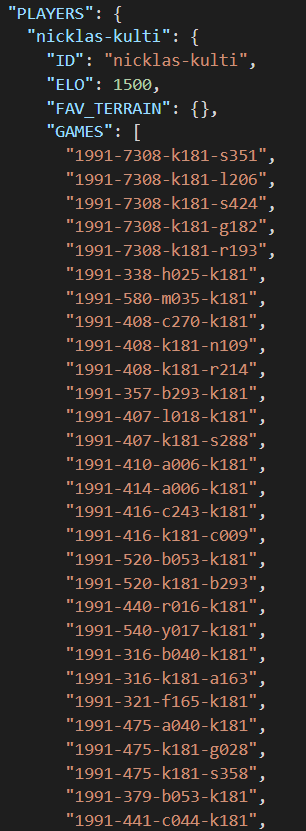 "PLAYERS": {
"nicklas-kulti": {
"ID": "nicklas-kulti",
"ELO": 1500,
"FAV_TERRAIN": {},
"GAMES": [
"1991-7308-k181-s351",
"1991-7308-k181-l206",
"1991-7308-k181-s424",
"1991-7308-k181-g182",
"1991-7308-k181-r193",
"1991-338-h025-k181",
"1991-580-m035-k181",
"1991-408-c270-k181",
"1991-408-k181-n109",
"1991-408-k181-r214",
"1991-357-b293-k181",
"1991-407-l018-k181",
"1991-407-k181-s288",
"1991-410-a006-k181",
"1991-414-a006-k181",
"1991-416-c243-k181",
"1991-416-k181-c009",
"1991-520-b053-k181",
"1991-520-k181-b293",
"1991-440-r016-k181",
"1991-540-y017-k181",
"1991-316-b040-k181",
"1991-316-k181-a163",
"1991-321-f165-k181",
"1991-475-a040-k181",
"1991-475-k181-g028",
"1991-475-k181-s358",
"1991-379-b053-k181",
"1991-441-c044-k181",